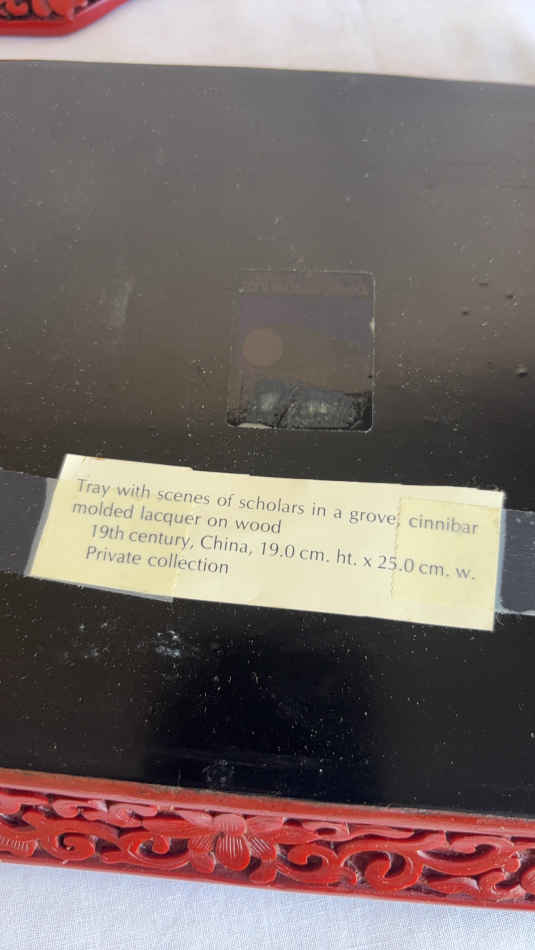 Tray with scenes of scholars in a grove, cinnibar
molded lacquer on wood
19th century, China, 19.0 cm. ht. x 25.0 cm. w.
Private collection